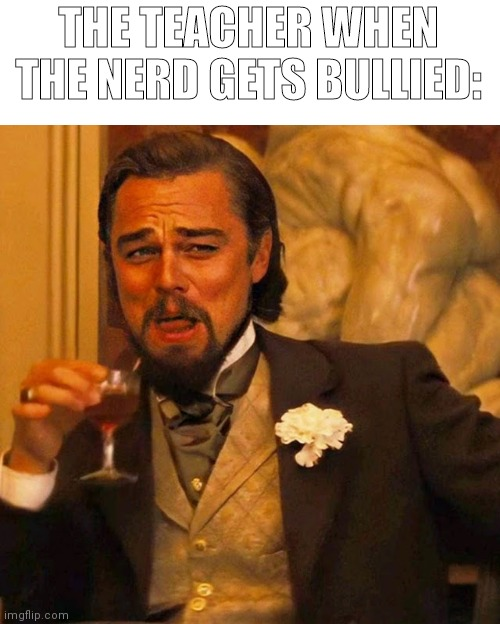 THE TEACHER WHEN
THE NERD GETS BULLIED:
imgflip.com